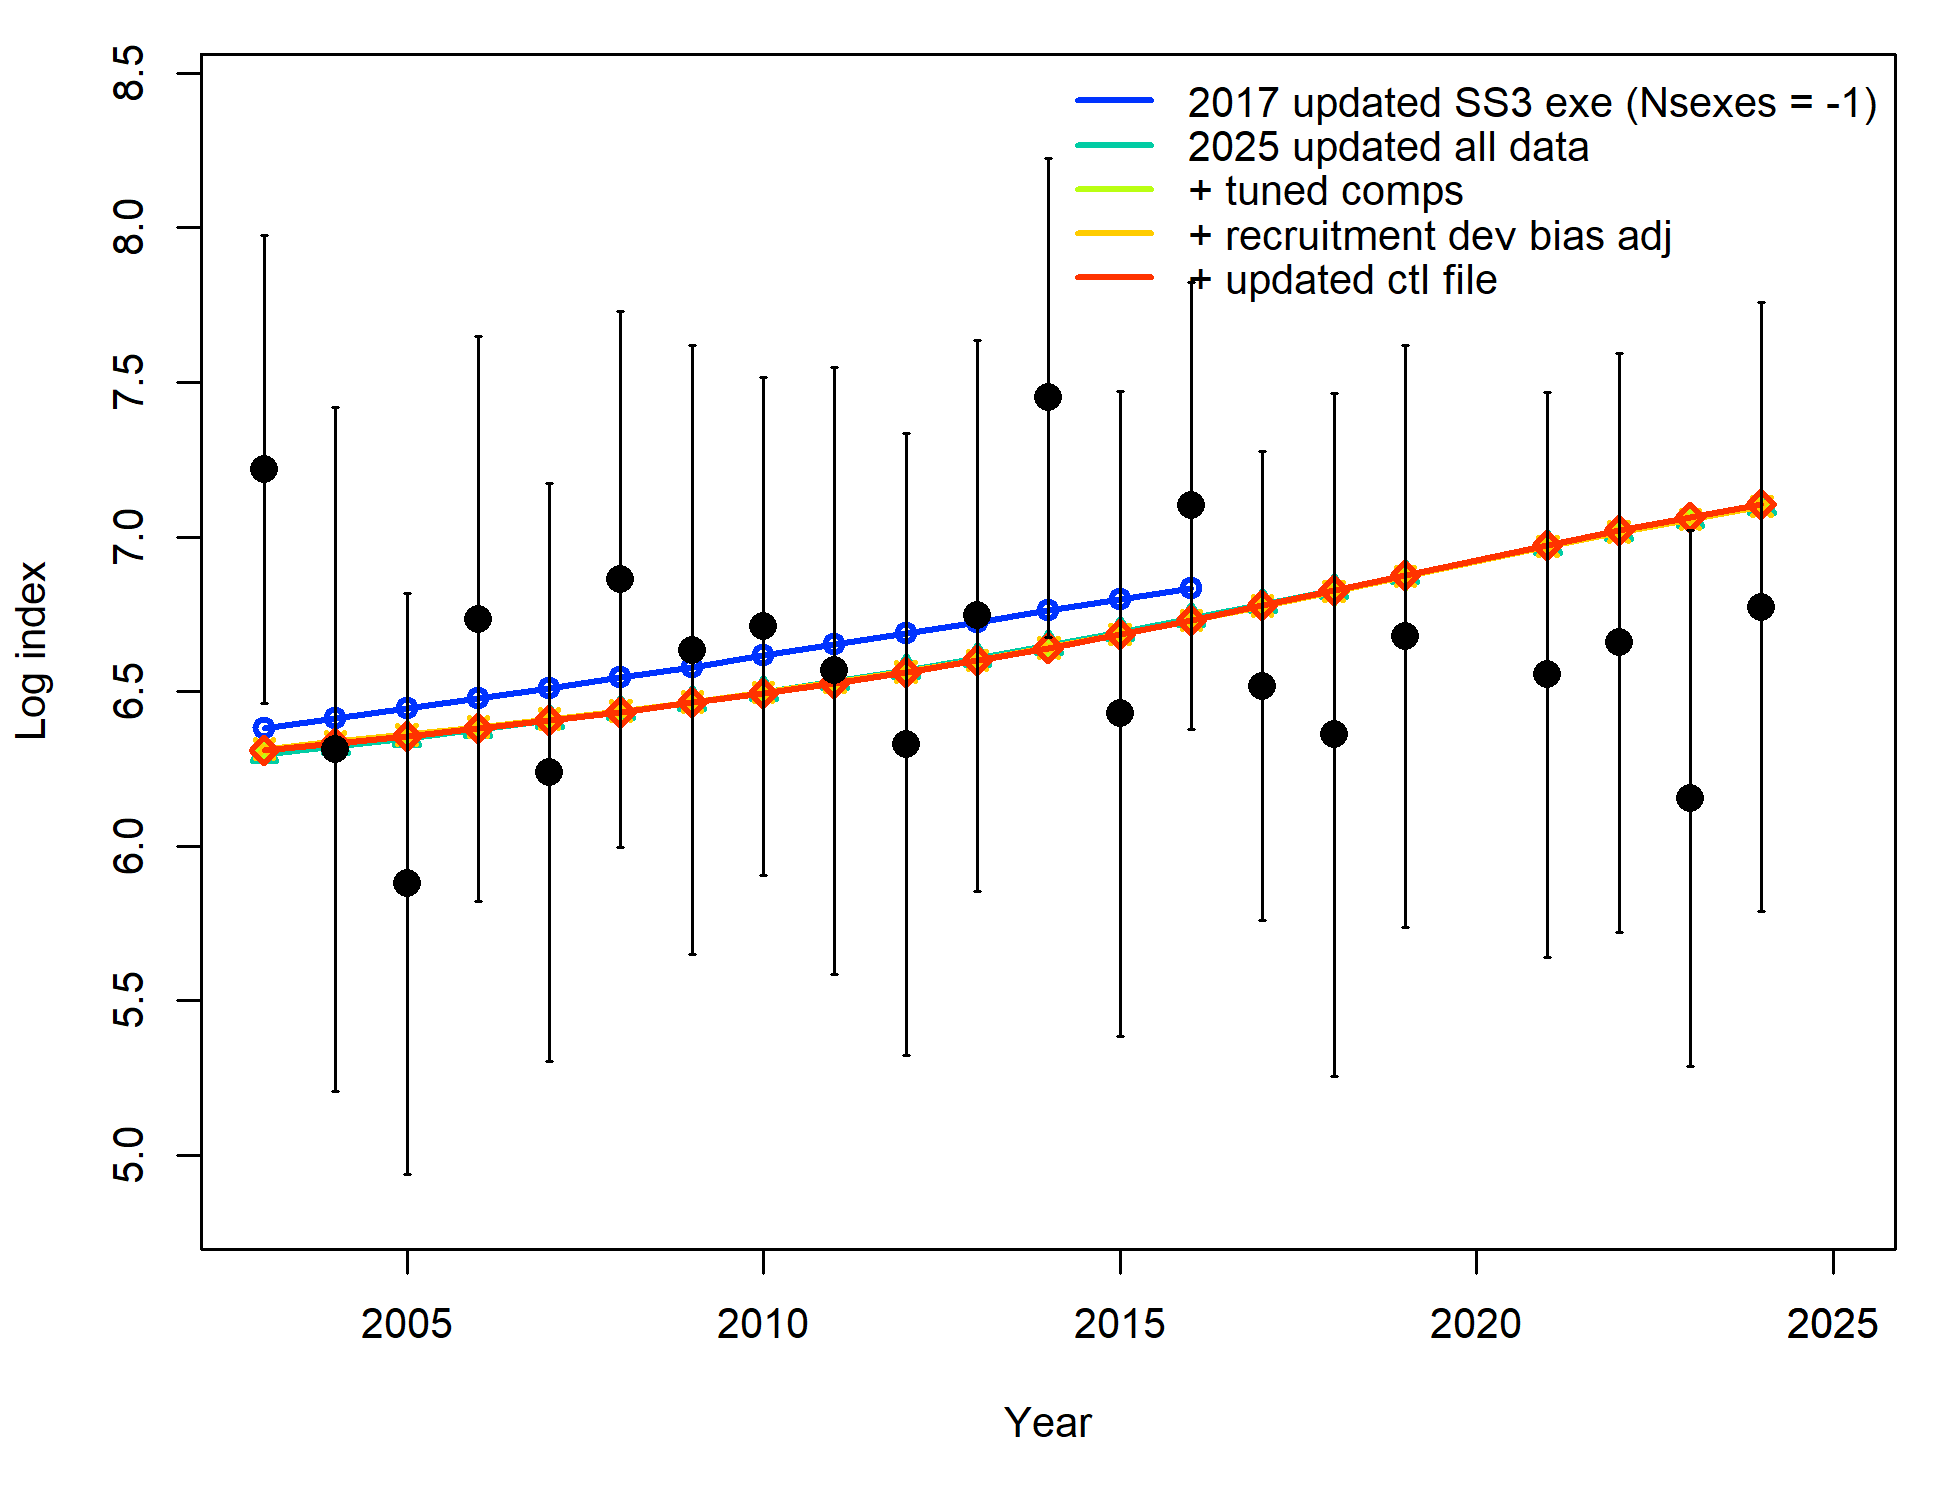 2017 updated SS3 exe (Nsexes = -1)
2025 updated all data
+ tuned comps
+ recruitment dev bias adj
+ updated ctl file
8.5
8.0
7.5
7.0
6.5
6.0
5.5
5.0
Log index
2005 2010 2015 2020 2025
Year